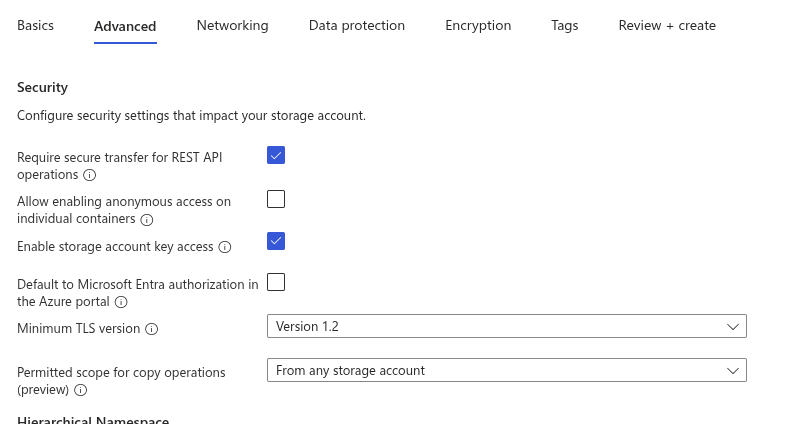 Basics Advanced Networking Data protection Encryption Tags Review + create
Security
Configure security settings that impact your storage account.
Require secure transfer for REST API
operations
Allow enabling anonymous access on
individual containers
Enable storage account key access
Default to Microsoft Entra authorization in
the Azure portal
Minimum TLS version Version 1.2
Permitted scope for copy operations From any storage account
(preview)
Hierarchical Namespace